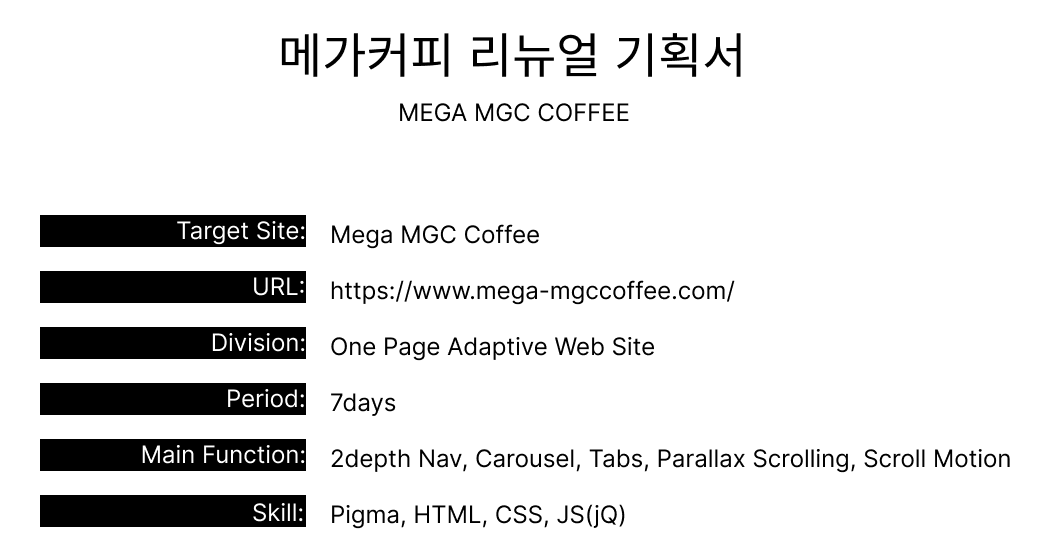 메가커피 리뉴얼 기획서
MEGA MGC COFFEE
Target Site: Mega MGC Coffee
URL: https://www.mega-mgccoffee.com/
Division: One Page Adaptive Web Site
Period: 7days
Main Function: 2depth Nav, Carousel, Tabs, Parallax Scrolling, Scroll Motion
Skill: Pigma, HTML, CSS, JS(jQ)